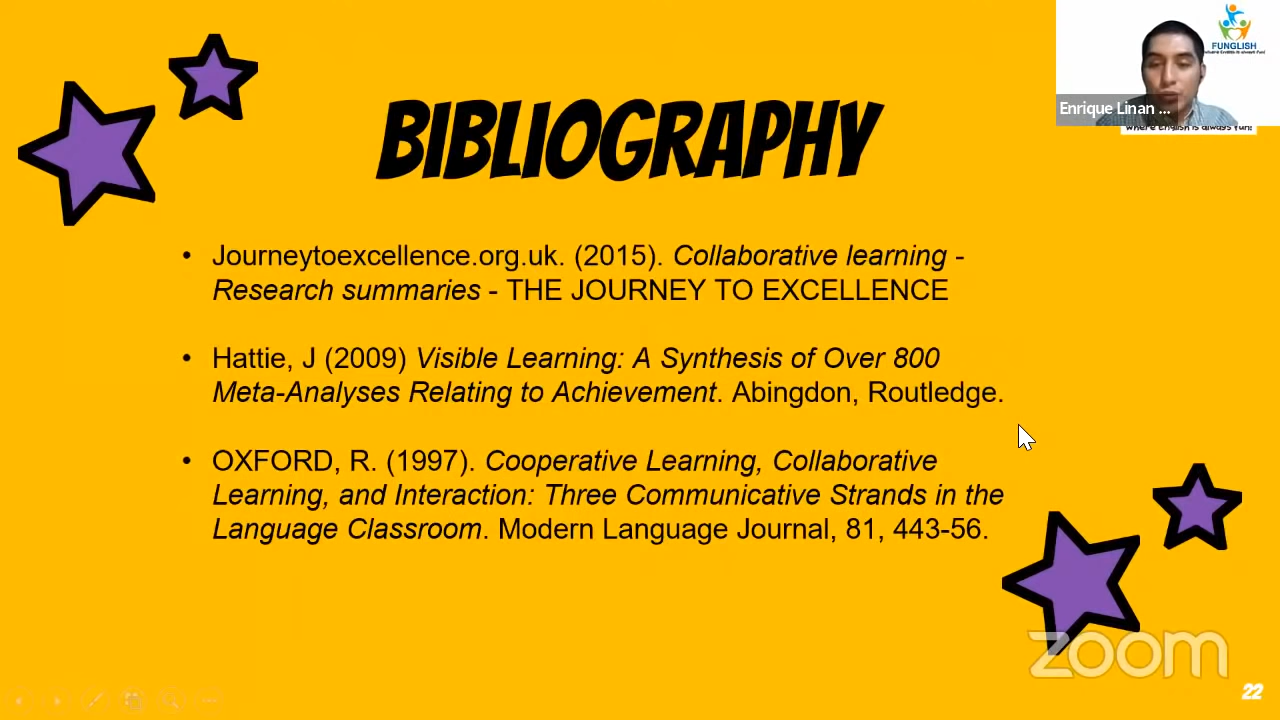 FUNGLISH
Enrique Linan ...
BIBLIOGRAPHY
• Journeytoexcellence.org.uk. (2015). Collaborative learning -
Research summaries - THE JOURNEY TO EXCELLENCE
• Hattie, J (2009) Visible Learning: A Synthesis of Over 800
Meta-Analyses Relating to Achievement. Abingdon, Routledge.
• OXFORD, R. (1997). Cooperative Learning, Collaborative
Learning, and Interaction: Three Communicative Strands in the
Language Classroom. Modern Language Journal, 81, 443-56.
zoom
22